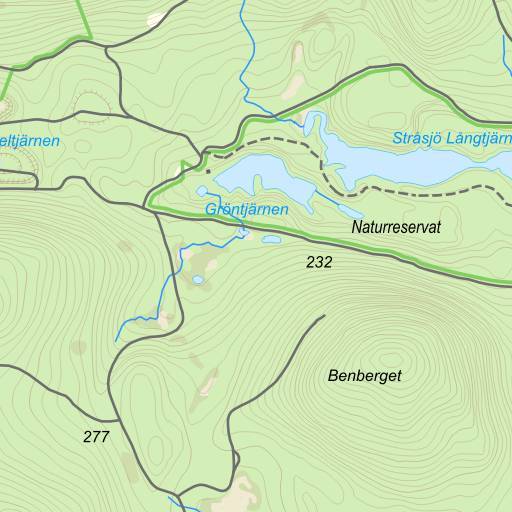 eltjärnen
Stråsjö Långtjärn
Gröntjärnen
Naturreservat
232
Benberget
277